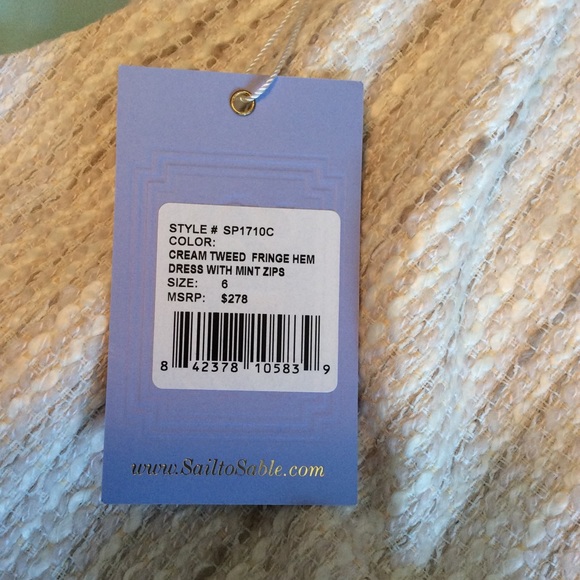 STYLE # SP1710C
COLOR:
CREAM TWEED FRINGE HEM
DRESS WITH MINT ZIPS
SIZE: 6
MSRP: $278
8 42378 10583 9
www.SailtoSable.com